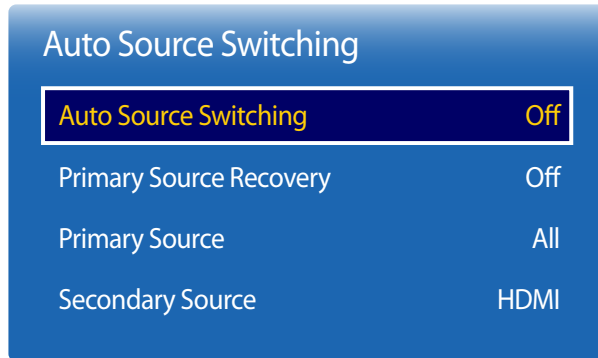 Auto Source Switching
Auto Source Switching Off
Primary Source Recovery Off
Primary Source All
Secondary Source HDMI